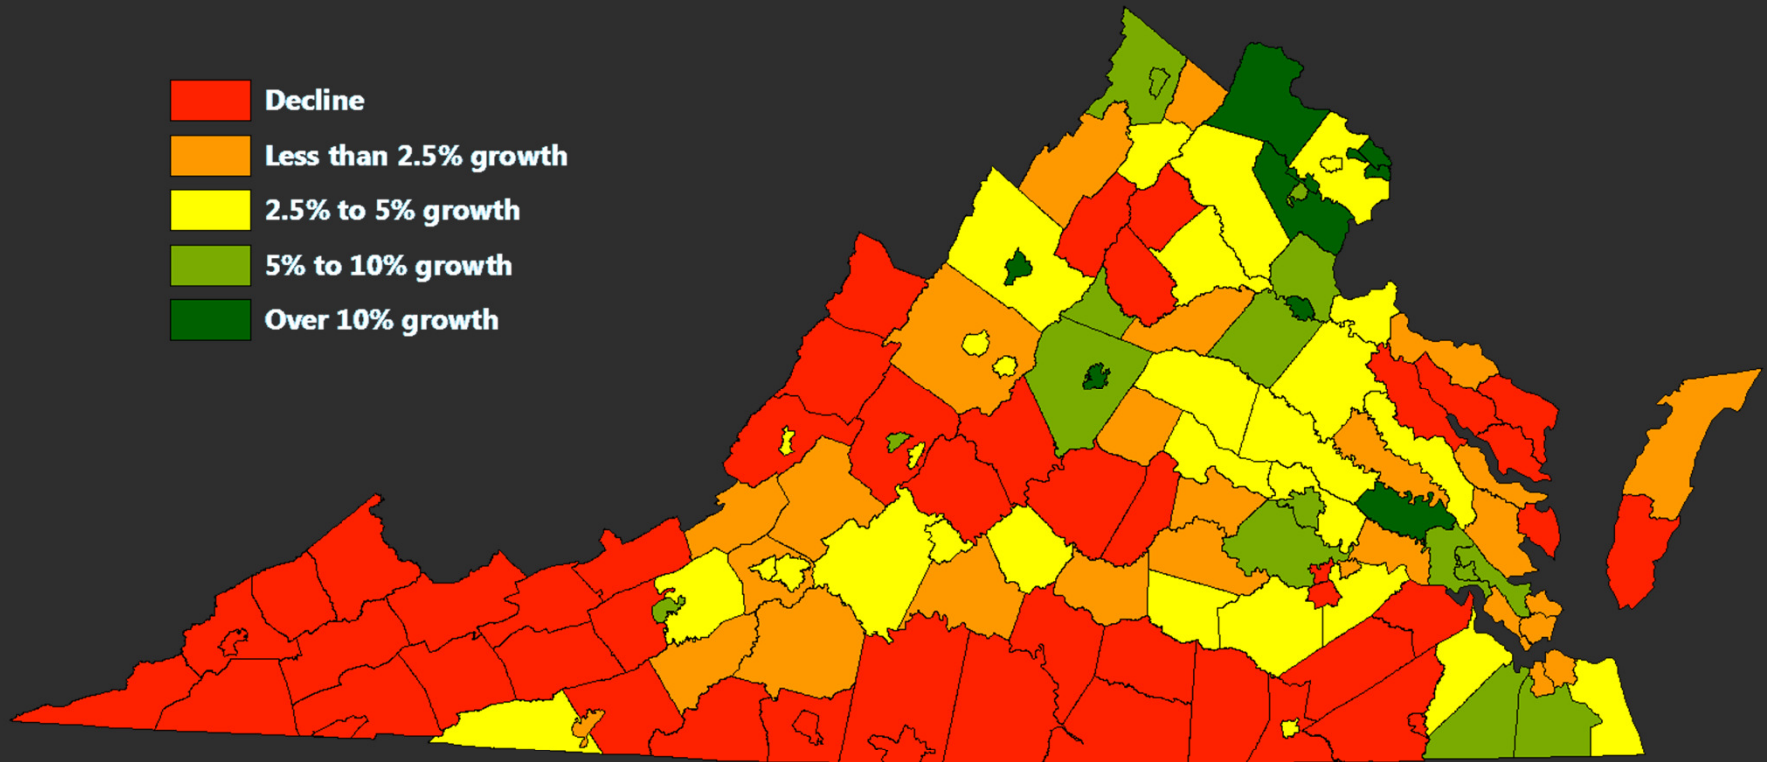 Decline
Less than 2.5% growth
2.5% to 5% growth
5% to 10% growth
Over 10% growth